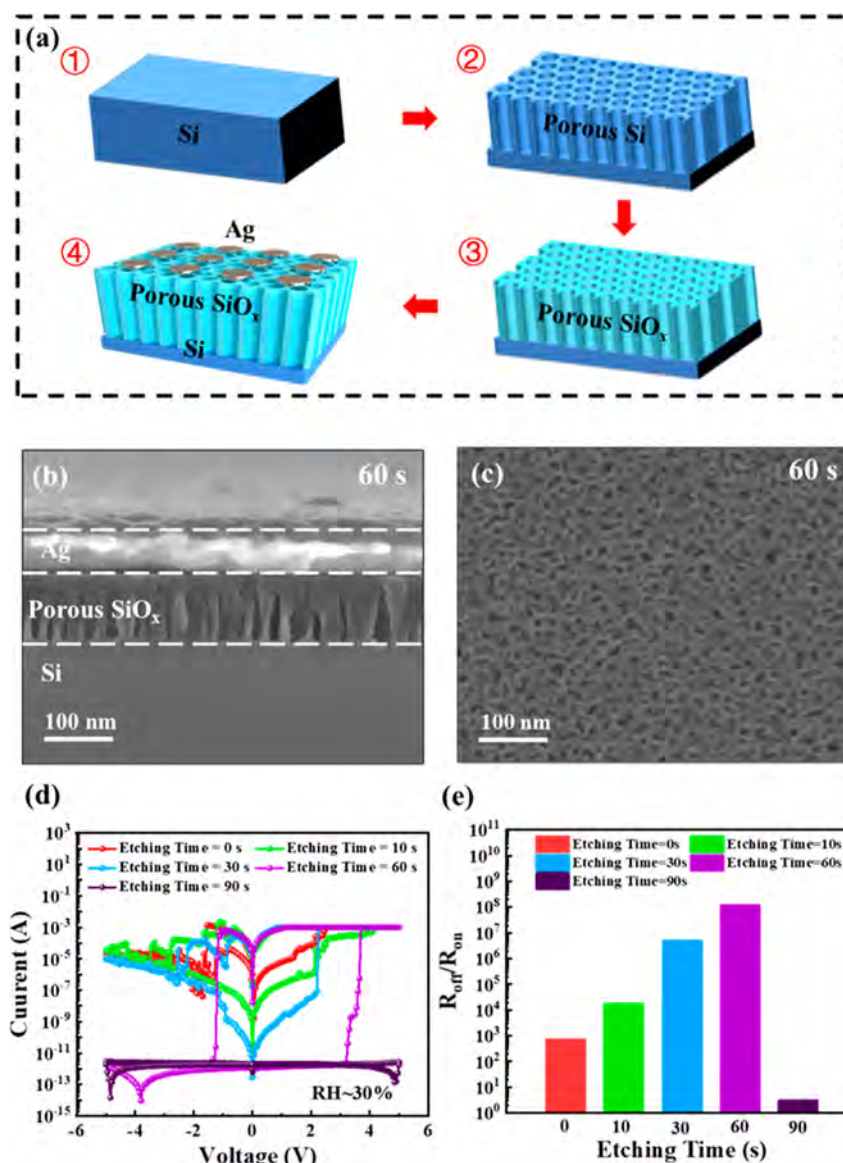 (a)
① ②
Si
Porous Si
④ Ag ③
Porous SiOₓ
Si
Porous SiOₓ
(b) 60 s
Ag
Porous SiOₓ
Si
100 nm
(c) 60 s
100 nm
(d)
10³
10¹
10⁻¹
10⁻³
10⁻⁵
10⁻⁷
10⁻⁹
10⁻¹¹
10⁻¹³
10⁻¹⁵
Cuurent (A)
Etching Time = 0 s Etching Time = 10 s
Etching Time = 30 s Etching Time = 60 s
Etching Time = 90 s
RH~30%
-6 -4 -2 0 2 4 6
Voltage (V)
(e)
10¹¹
10¹⁰
10⁹
10⁸
10⁷
10⁶
10⁵
10⁴
10³
10²
10¹
10⁰
Roff/Ron
Etching Time=0s Etching Time=10s
Etching Time=30s Etching Time=60s
Etching Time=90s
0 10 30 60 90
Etching Time (s)